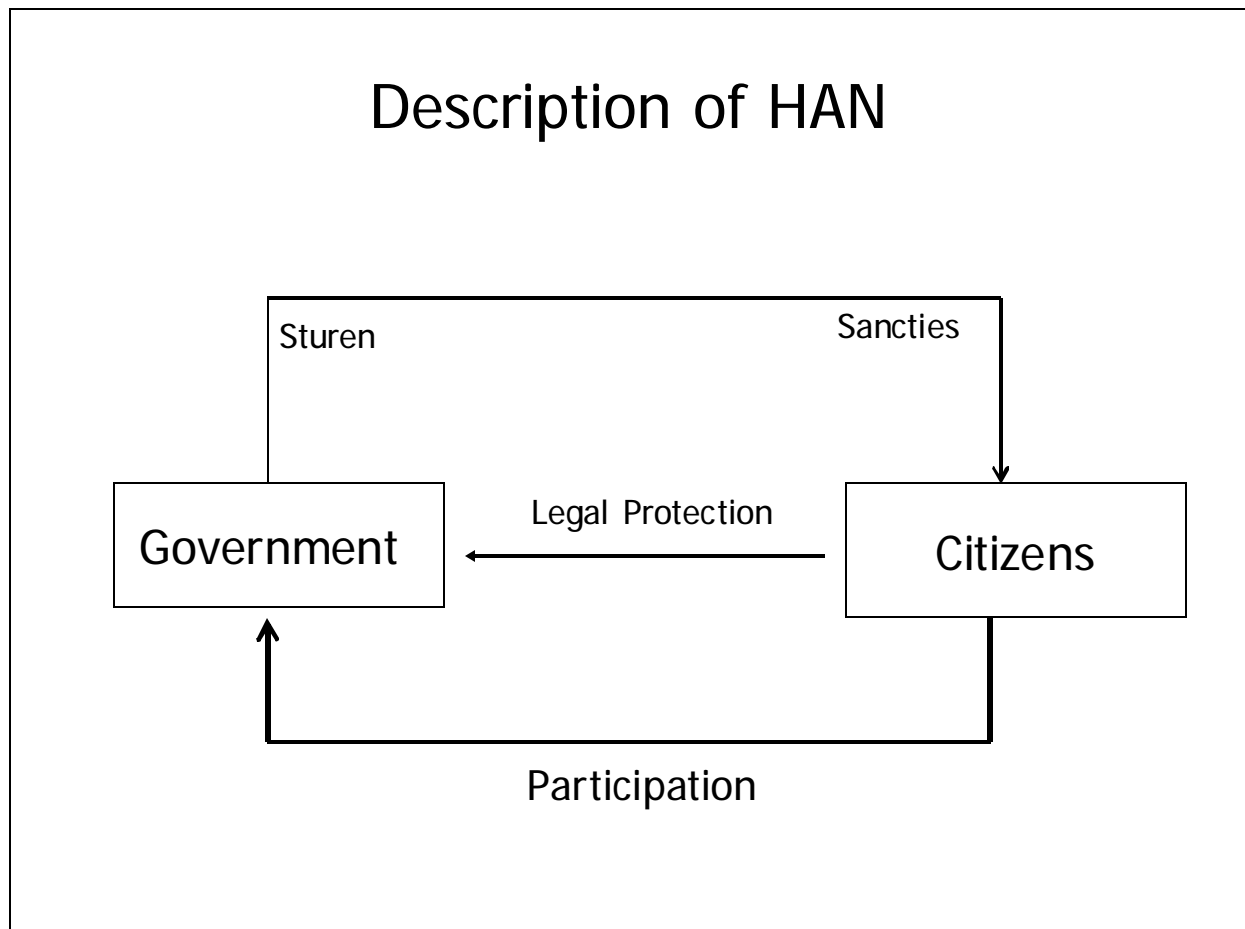 Description of HAN
Sturen
Sancties
Legal Protection
Government
Citizens
Participation